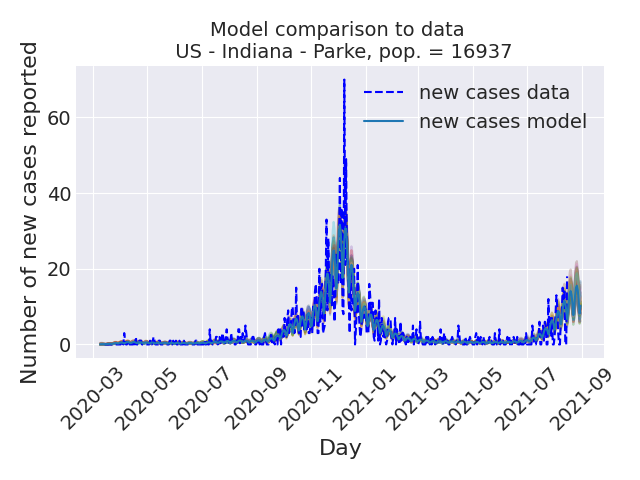 Model comparison to data
US - Indiana - Parke, pop. = 16937
Number of new cases reported
60
40
20
0
new cases data
new cases model
2020-03
2020-05
2020-07
2020-09
2020-11
2021-01
2021-03
2021-05
2021-07
2021-09
Day